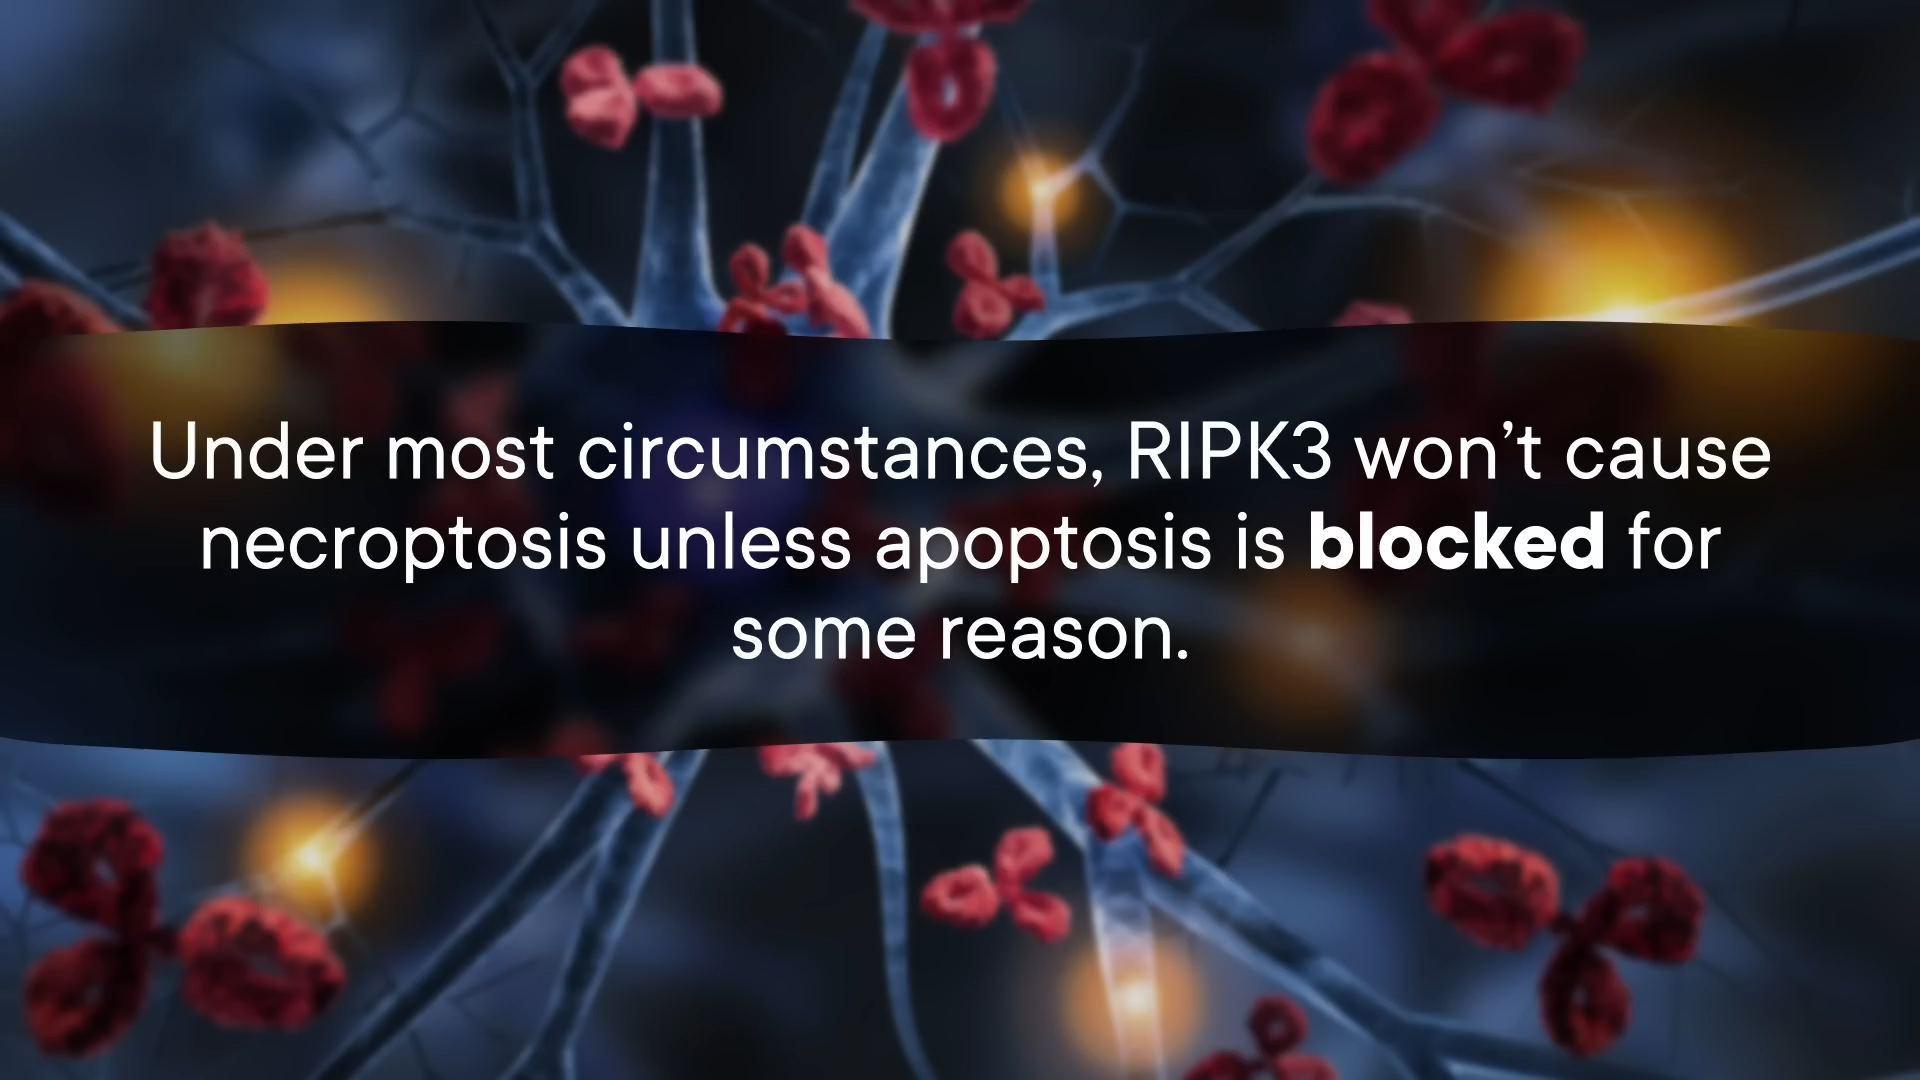 Under most circumstances, RIPK3 won’t cause
necroptosis unless apoptosis is blocked for
some reason.